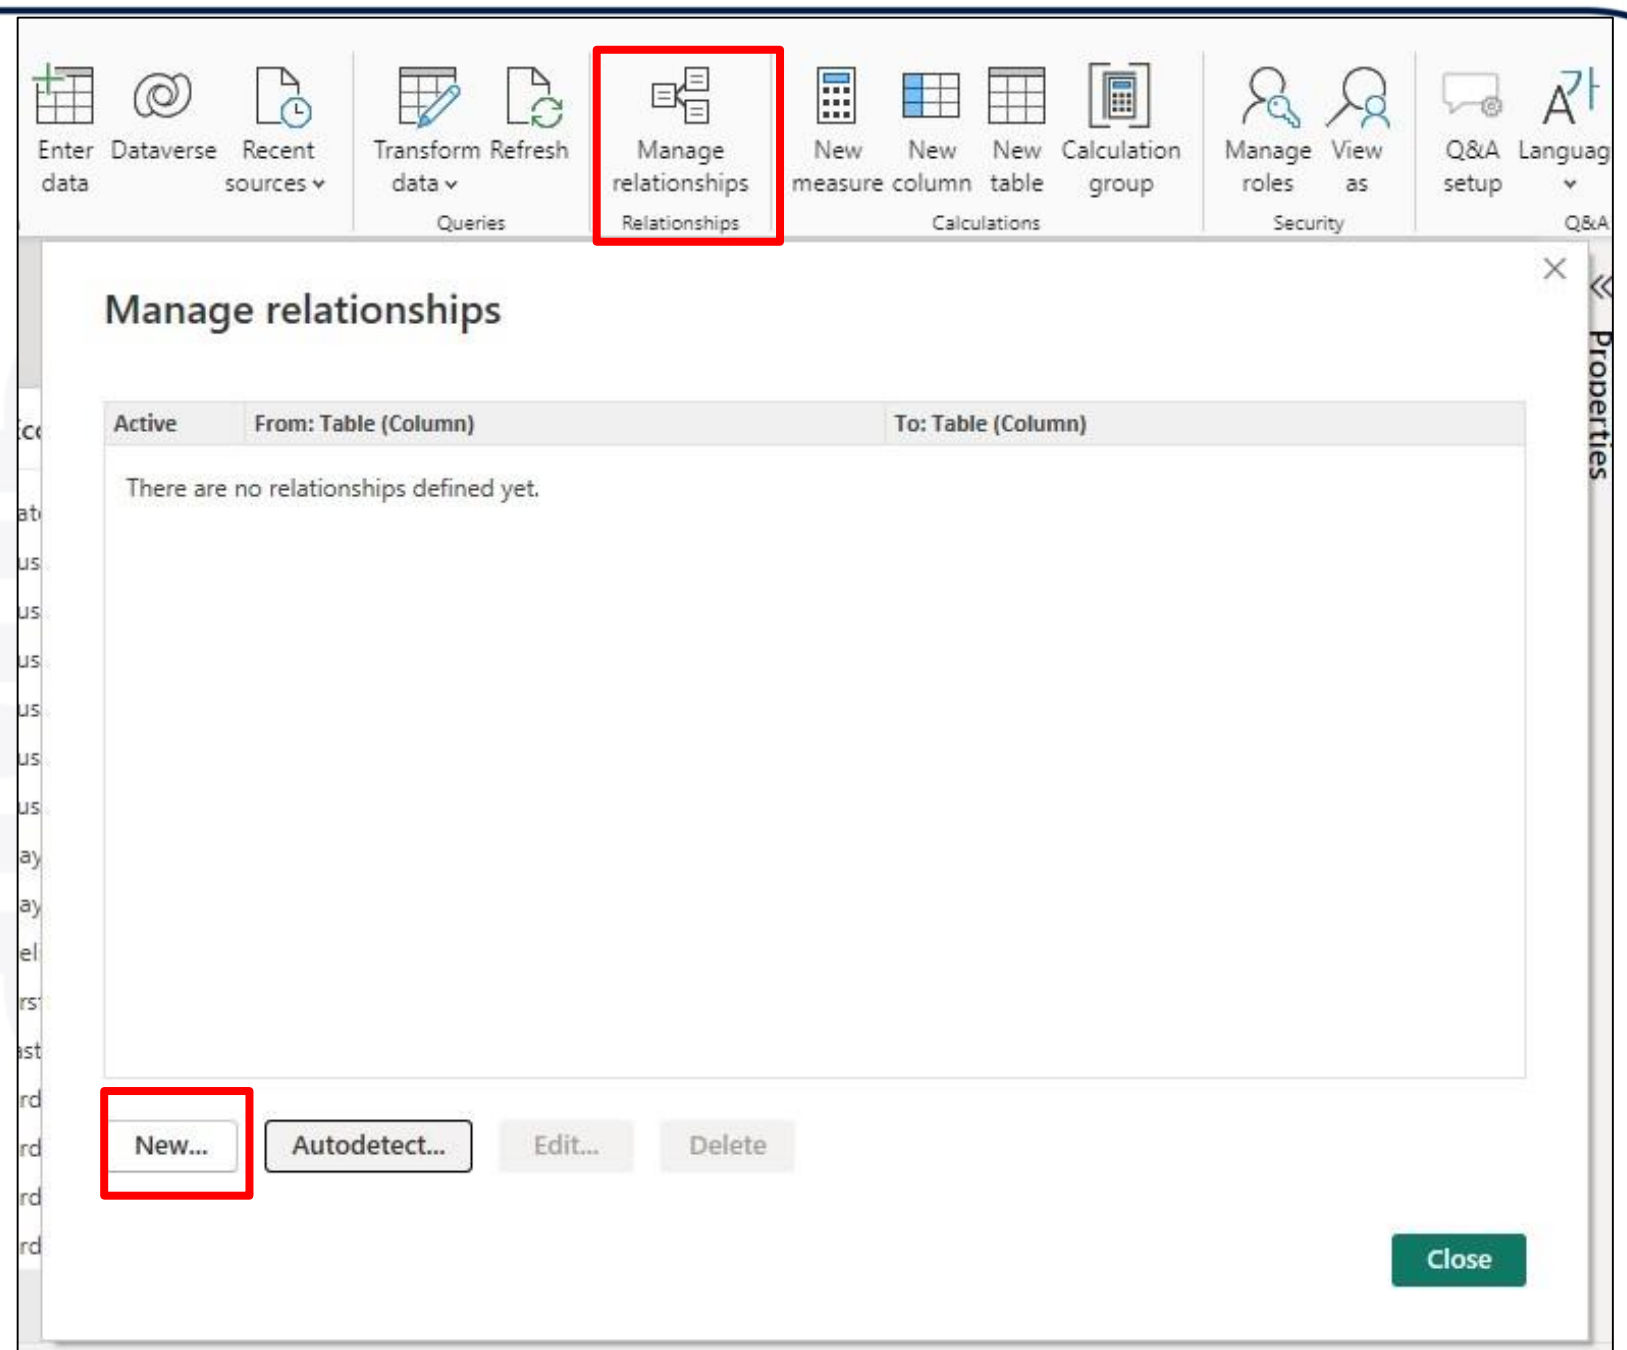 Enter data
Dataverse
Recent sources
Transform data
Refresh
Manage relationships
New measure
New column
New table
Calculation group
Manage roles
View as
Q&A setup
Languag
Queries
Relationships
Calculations
Security
Q&A
Manage relationships
Properties
Active
From: Table (Column)
To: Table (Column)
There are no relationships defined yet.
New...
Autodetect...
Edit...
Delete
Close